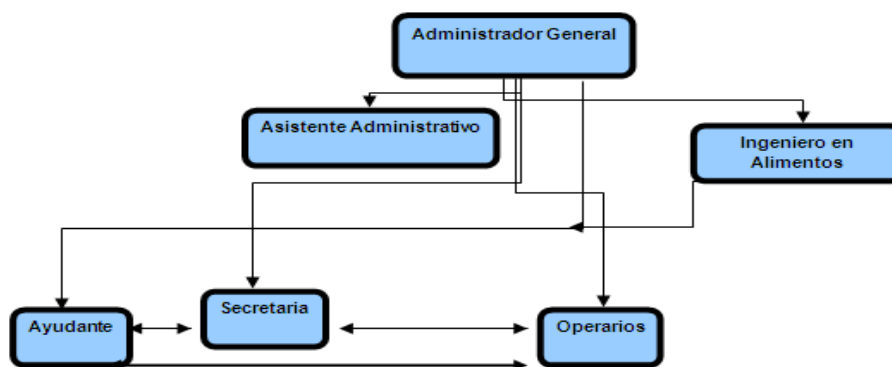 Administrador General
Asistente Administrativo
Ingeniero en
Alimentos
Secretaria
Ayudante
Operarios